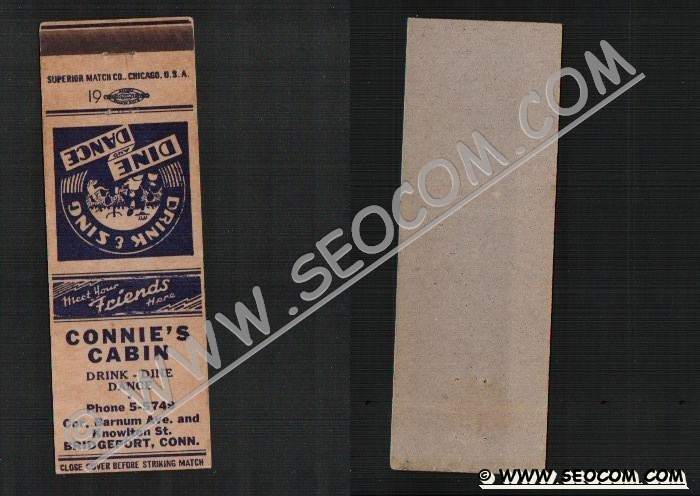 SUPERIOR MATCH CO., CHICAGO, U.S.A.
19
DINE
AND
DANCE
DRINK & SING
Meet Your
Friends
Here
CONNIE'S
CABIN
DRINK - DINE
DANCE
Phone 5-5749
Cor. Barnum Ave. and
Knowlton St.
BRIDGEPORT, CONN.
CLOSE COVER BEFORE STRIKING MATCH
© WWW.SEOCOM.COM
© WWW.SEOCOM.COM